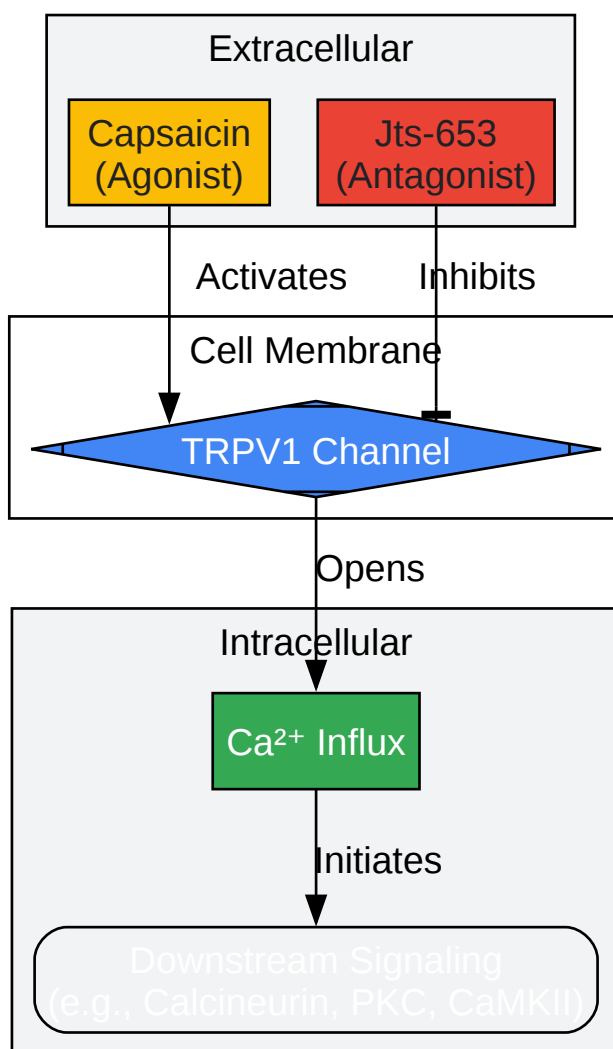 Extracellular
Capsaicin
(Agonist)
Jts-653
(Antagonist)
Activates
Inhibits
Cell Membrane
TRPV1 Channel
Opens
Intracellular
Ca²⁺ Influx
Initiates
Downstream Signaling
(e.g., Calcineurin, PKC, CaMKII)